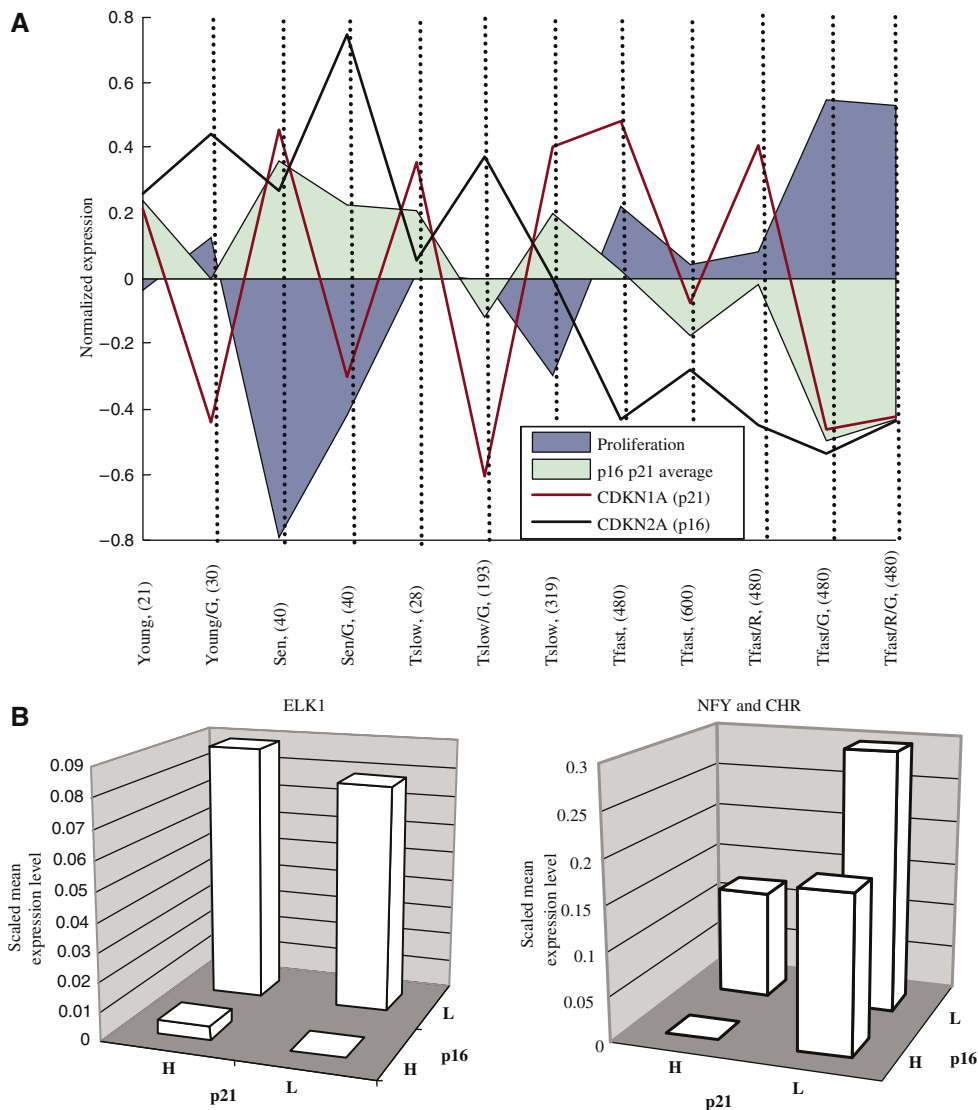 A
0.8
0.6
0.4
0.2
0
−0.2
−0.4
−0.6
−0.8
Normalized expression
Proliferation
p16 p21 average
CDKN1A (p21)
CDKN2A (p16)
Young, (21)
Young/G, (30)
Sen, (40)
Sen/G, (40)
Tslow, (28)
Tslow/G, (193)
Tslow, (319)
Tfast, (480)
Tfast, (600)
Tfast/R, (480)
Tfast/G, (480)
Tfast/R/G, (480)
B
ELK1
0.09
0.08
0.07
0.06
0.05
0.04
0.03
0.02
0.01
0
Scaled mean
expression level
H
L
p21
H
L
p16
NFY and CHR
0.3
0.25
0.2
0.15
0.1
0.05
0
Scaled mean
expression level
H
L
p21
H
L
p16